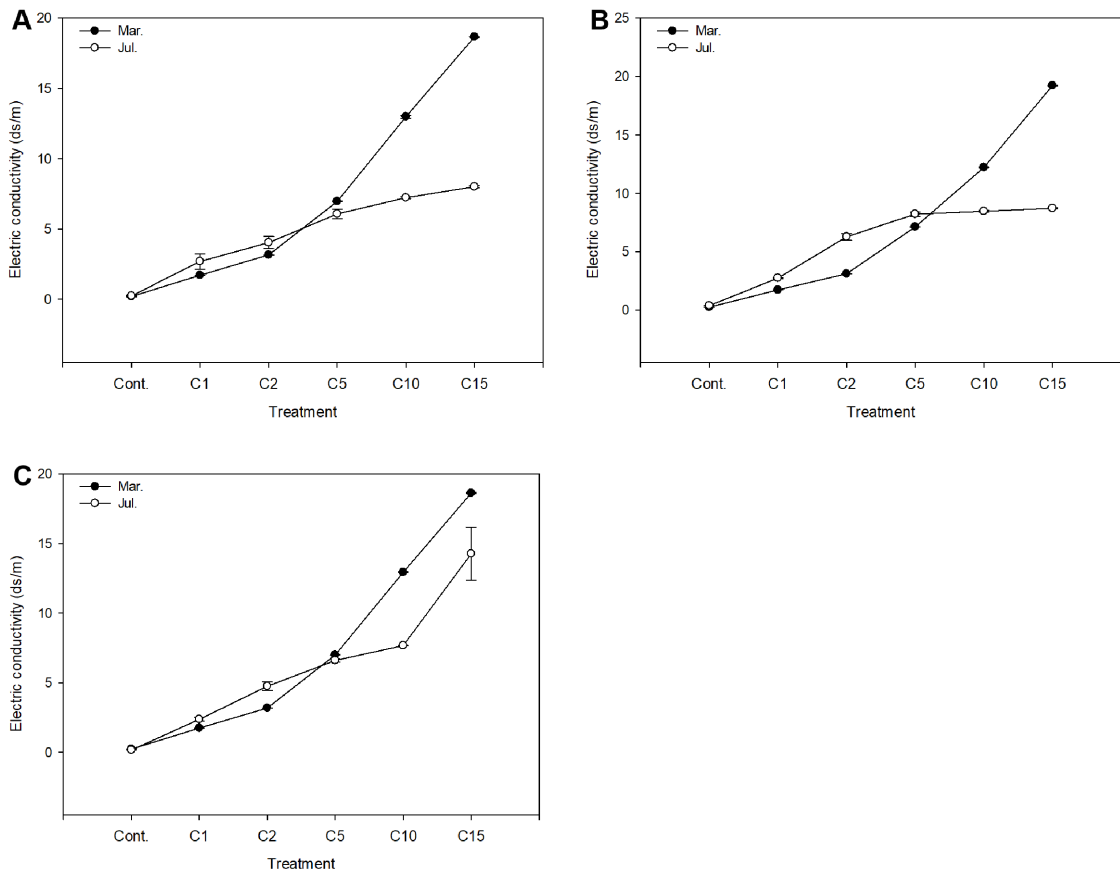 A
Mar.
Jul.
Electric conductivity (ds/m)
20
15
10
5
0
Cont. C1 C2 C5 C10 C15
Treatment
B
Mar.
Jul.
Electric conductivity (ds/m)
25
20
15
10
5
0
Cont. C1 C2 C5 C10 C15
Treatment
C
Mar.
Jul.
Electric conductivity (ds/m)
20
15
10
5
0
Cont. C1 C2 C5 C10 C15
Treatment